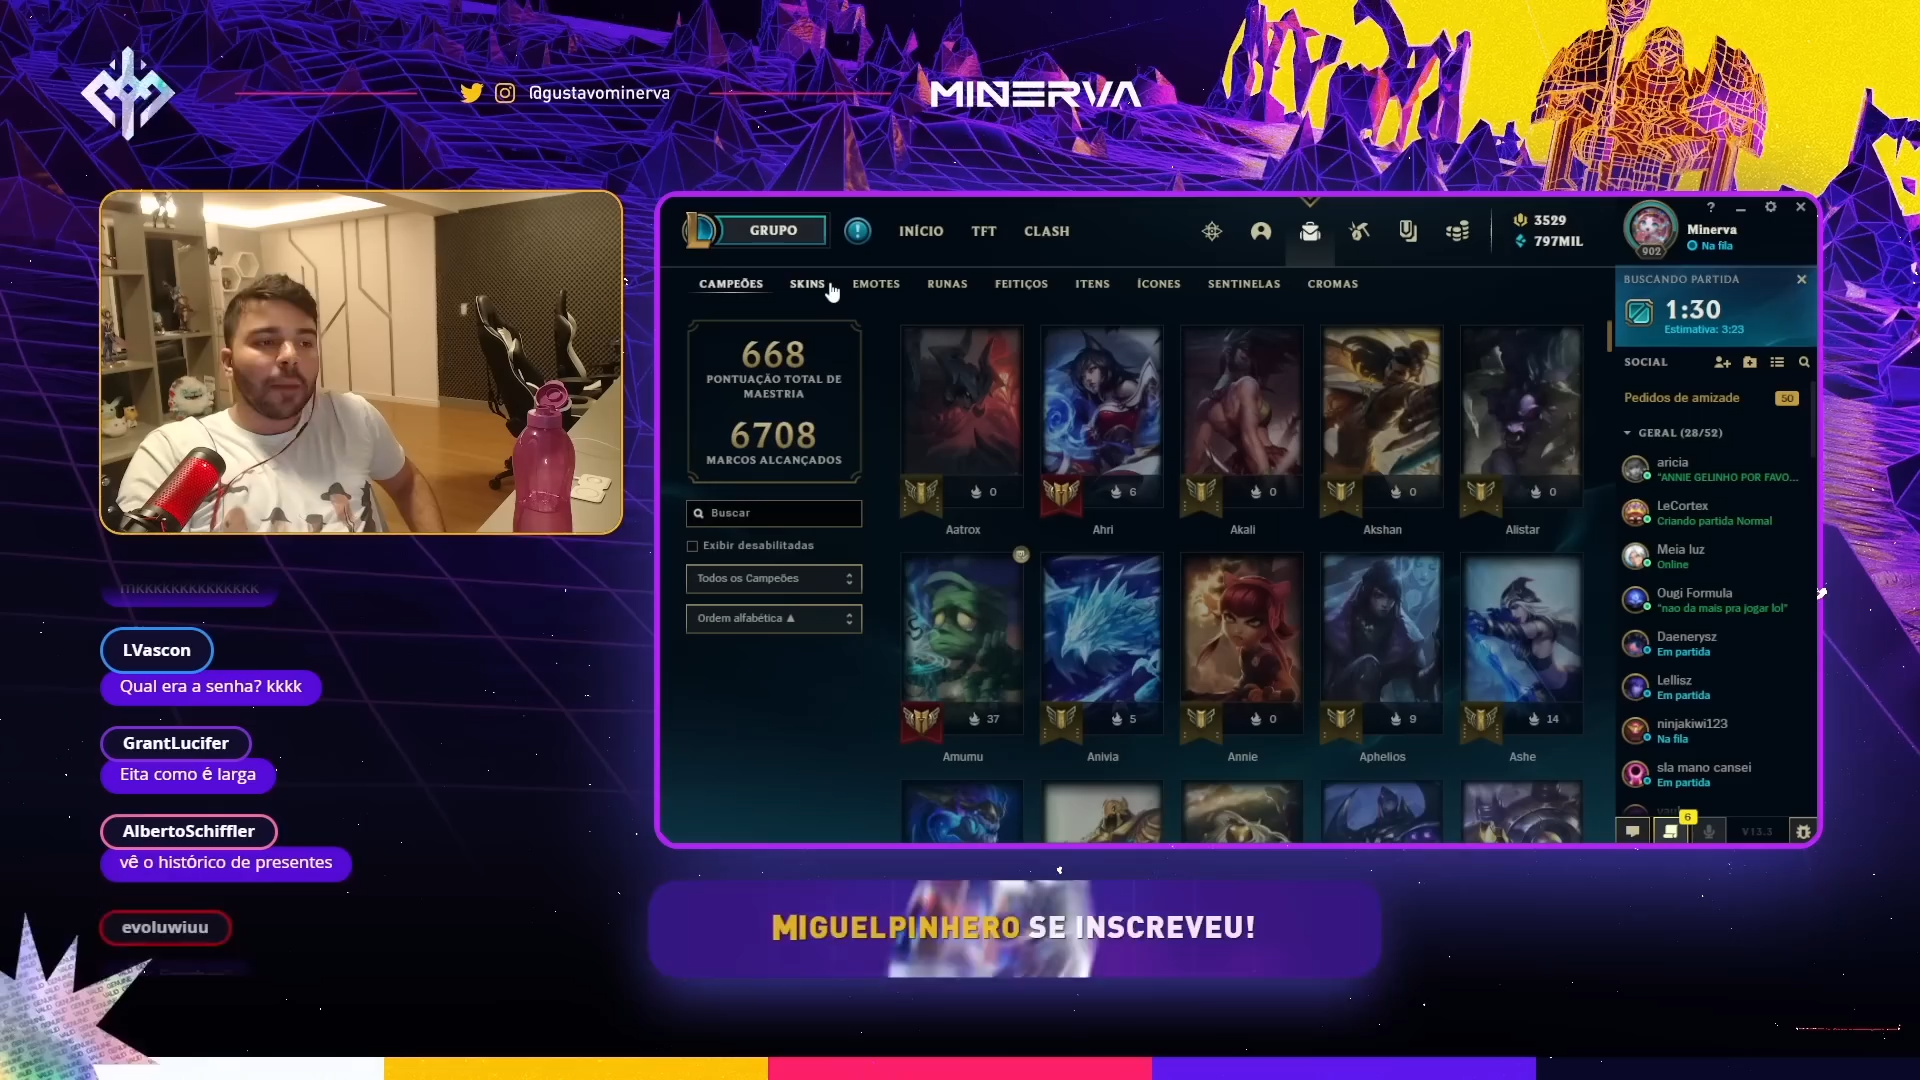 @gustavominerva
MINERVA
GRUPO
INÍCIO
TFT
CLASH
3529
797MIL
902
Minerva
Na fila
?
CAMPEÕES
SKINS
EMOTES
RUNAS
FEITIÇOS
ITENS
ÍCONES
SENTINELAS
CROMAS
BUSCANDO PARTIDA
1:30
Estimativa: 3:23
668
PONTUAÇÃO TOTAL DE
MAESTRIA
6708
MARCOS ALCANÇADOS
Buscar
Exibir desabilitadas
Todos os Campeões
Ordem alfabética ▲
0
6
0
0
0
Aatrox
Ahri
Akali
Akshan
Alistar
37
5
0
9
14
Amumu
Anivia
Annie
Aphelios
Ashe
SOCIAL
Pedidos de amizade
50
GERAL (28/52)
aricia
"ANNIE GELINHO POR FAVO...
LeCortex
Criando partida Normal
Meia luz
Online
Ougi Formula
"nao da mais pra jogar lol"
Daenerysz
Em partida
Lellisz
Em partida
ninjakiwi123
Na fila
sla mano cansei
Em partida
6
V13.3
mkkkkkkkkkkkkkkk
LVascon
Qual era a senha? kkkk
GrantLucifer
Eita como é larga
AlbertoSchiffler
vê o histórico de presentes
evoluwiuu
MIGUELPINHERO SE INSCREVEU!